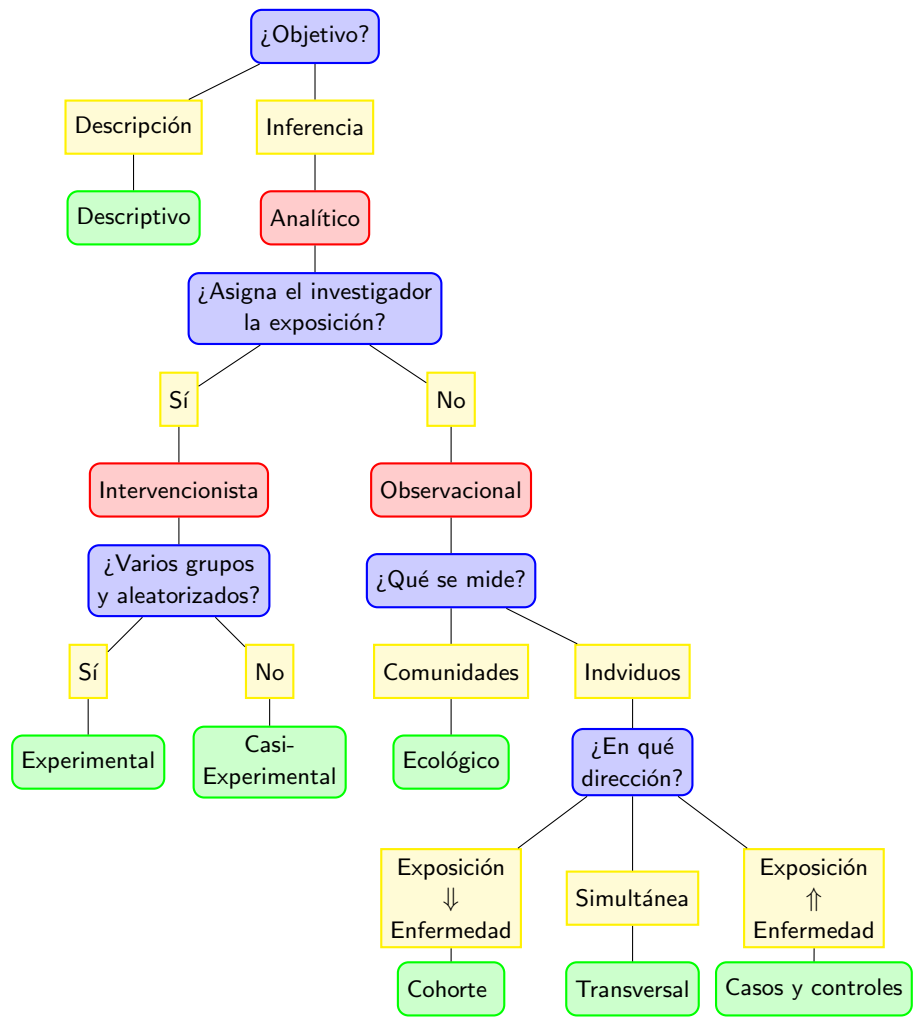 ¿Objetivo?
Descripción
Inferencia
Descriptivo
Analítico
¿Asigna el investigador
la exposición?
Sí
No
Intervencionista
Observacional
¿Varios grupos
y aleatorizados?
¿Qué se mide?
Sí
No
Comunidades
Indviduos
Experimental
Casi-
Experimental
Ecológico
¿En qué
dirección?
Exposición
⇓
Enfermedad
Simultánea
Exposición
⇑
Enfermedad
Cohorte
Transversal
Casos y controles